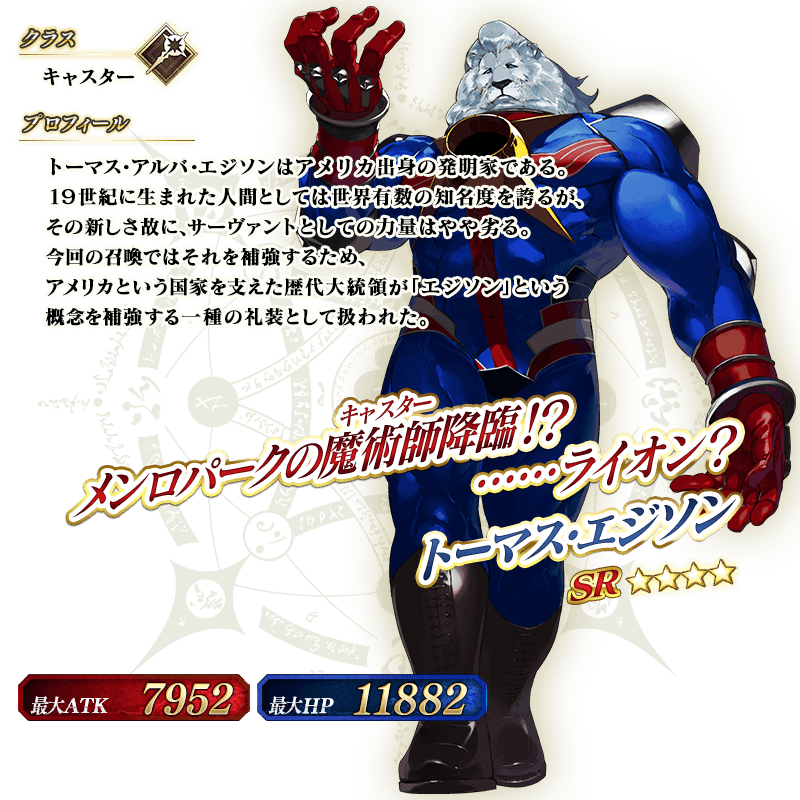 クラス
キャスター
プロフィール
トーマス・アルバ・エジソンはアメリカ出身の発明家である。
19世紀に生まれた人間としては世界有数の知名度を誇るが、
その新しさ故に、サーヴァントとしての力量はやや劣る。
今回の召喚ではそれを補強するため、
アメリカという国家を支えた歴代大統領が「エジソン」という
概念を補強する一種の礼装として扱われた。
キャスター
メンロパークの魔術師降臨!?
……ライオン?
トーマス・エジソン
SR
最大ATK 7952
最大HP 11882